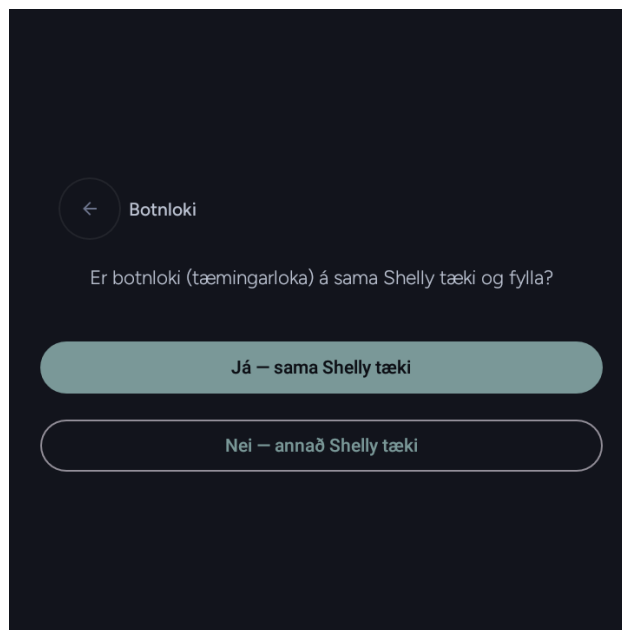 Botnloki
Er botnloki (tæmingarloka) á sama Shelly tæki og fylla?
Já — sama Shelly tæki
Nei — annað Shelly tæki